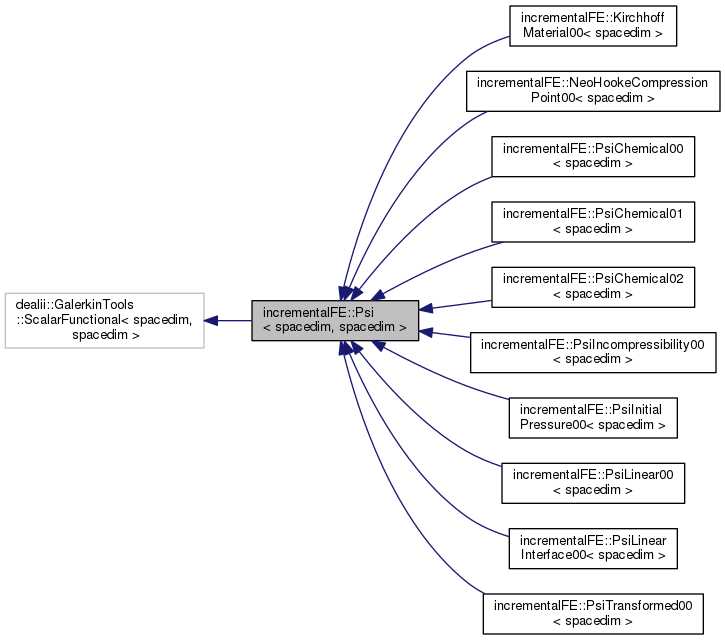 incrementalFE::Kirchhoff
Material00< spacedim >
incrementalFE::NeoHookeCompression
Point00< spacedim >
incrementalFE::PsiChemical00
< spacedim >
incrementalFE::PsiChemical01
< spacedim >
incrementalFE::PsiChemical02
< spacedim >
dealii::GalerkinTools
::ScalarFunctional< spacedim,
spacedim >
incrementalFE::Psi
< spacedim, spacedim >
incrementalFE::PsiIncompressibility00
< spacedim >
incrementalFE::PsiInitial
Pressure00< spacedim >
incrementalFE::PsiLinear00
< spacedim >
incrementalFE::PsiLinear
Interface00< spacedim >
incrementalFE::PsiTransformed00
< spacedim >